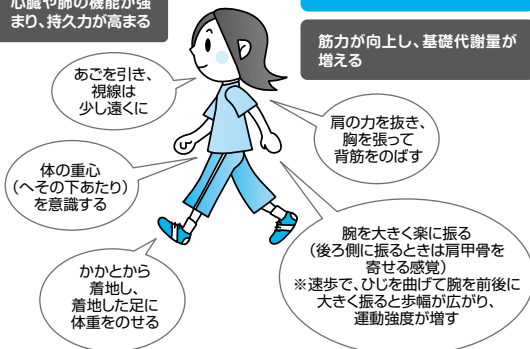 心臓や肺の機能が強
まり、持久力が高まる
筋力が向上し、基礎代謝量が
増える
あごを引き、
視線は
少し遠くに
肩の力を抜き、
胸を張って
背筋をのばす
体の重心
（へその下あたり）
を意識する
腕を大きく楽に振る
（後ろ側に振るときは肩甲骨を
寄せる感覚）
※速歩で、ひじを曲げて腕を前後に
大きく振ると歩幅が広がり、
運動強度が増す
かかとから
着地し、
着地した足に
体重をのせる